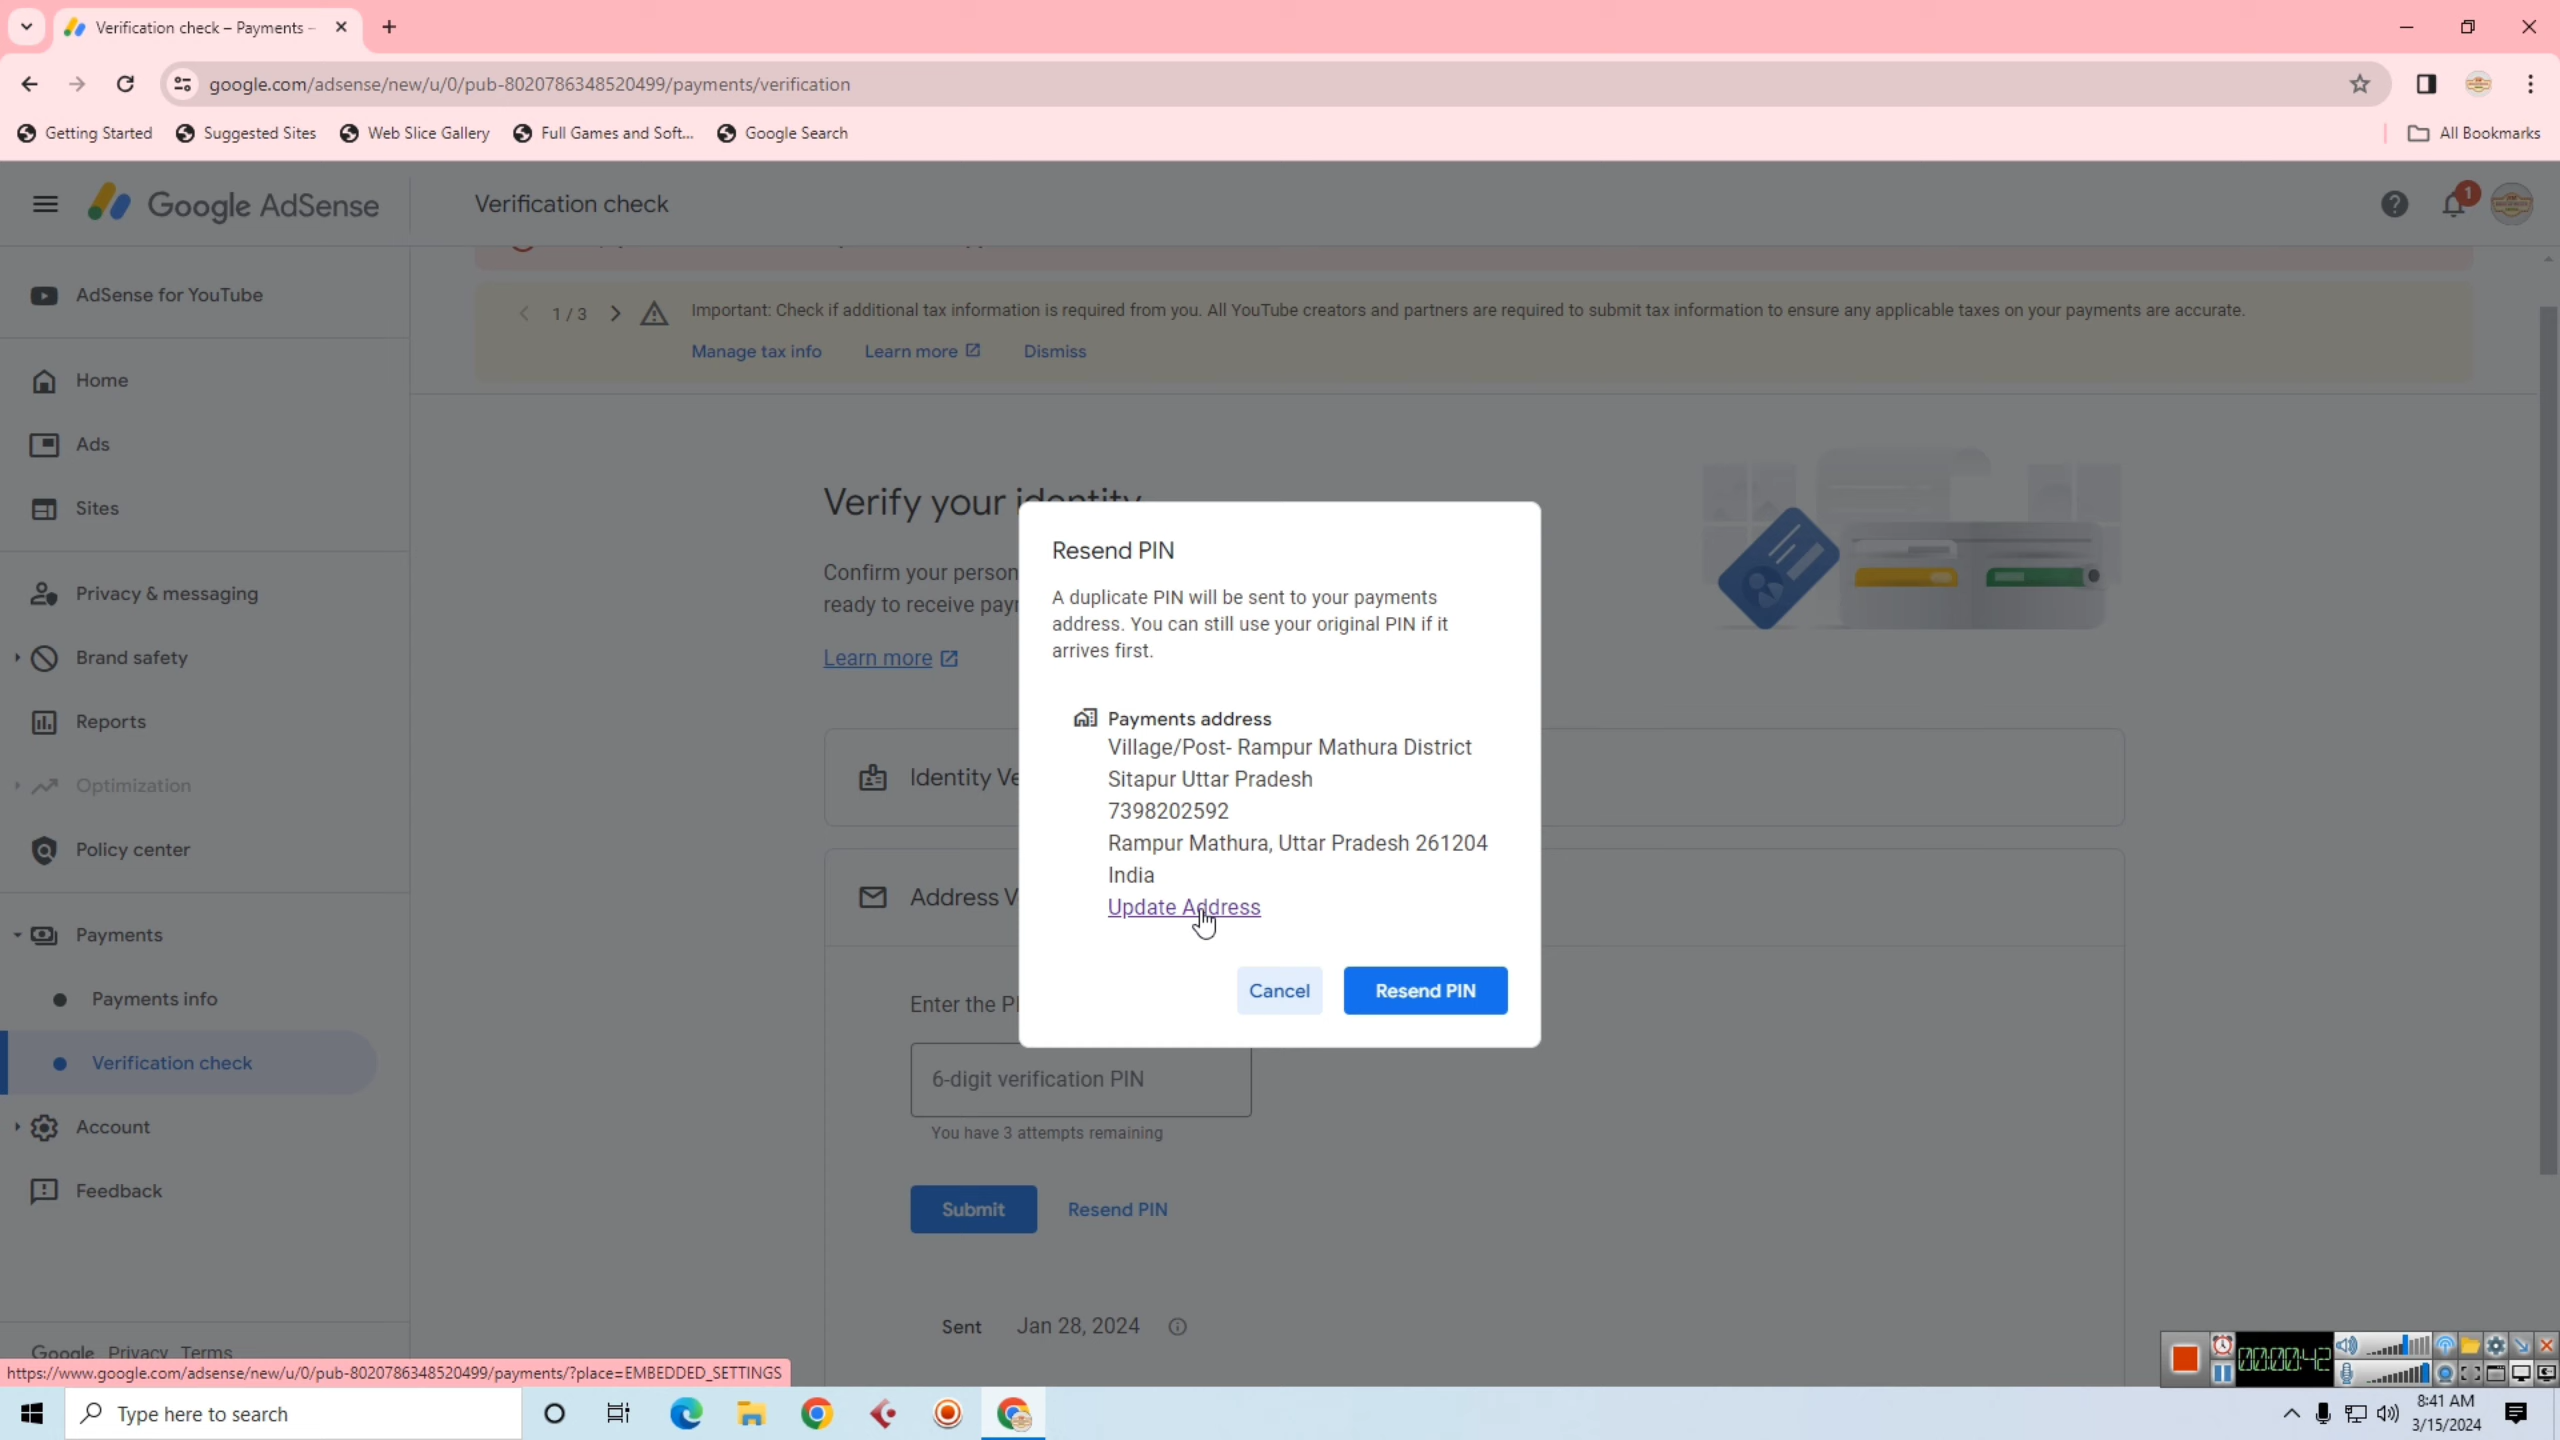 Verification check – Payments –
google.com/adsense/new/u/0/pub-8020786348520499/payments/verification
Getting Started
Suggested Sites
Web Slice Gallery
Full Games and Soft...
Google Search
All Bookmarks
Google AdSense
Verification check
1
AdSense for YouTube
1 / 3
Important: Check if additional tax information is required from you. All YouTube creators and partners are required to submit tax information to ensure any applicable taxes on your payments are accurate.
Manage tax info
Learn more
Dismiss
Home
Ads
Sites
Privacy & messaging
Brand safety
Reports
Optimization
Policy center
Payments
Payments info
Verification check
Account
Feedback
Google Privacy Terms
Verify your identity
Confirm your person
ready to receive payr
Learn more
Identity Ve
Address V
Enter the PI
6-digit verification PIN
You have 3 attempts remaining
Submit
Resend PIN
Sent
Jan 28, 2024
Resend PIN
A duplicate PIN will be sent to your payments
address. You can still use your original PIN if it
arrives first.
Payments address
Village/Post- Rampur Mathura District
Sitapur Uttar Pradesh
7398202592
Rampur Mathura, Uttar Pradesh 261204
India
Update Address
Cancel
Resend PIN
https://www.google.com/adsense/new/u/0/pub-8020786348520499/payments/?place=EMBEDDED_SETTINGS
00:00:42
Type here to search
8:41 AM
3/15/2024